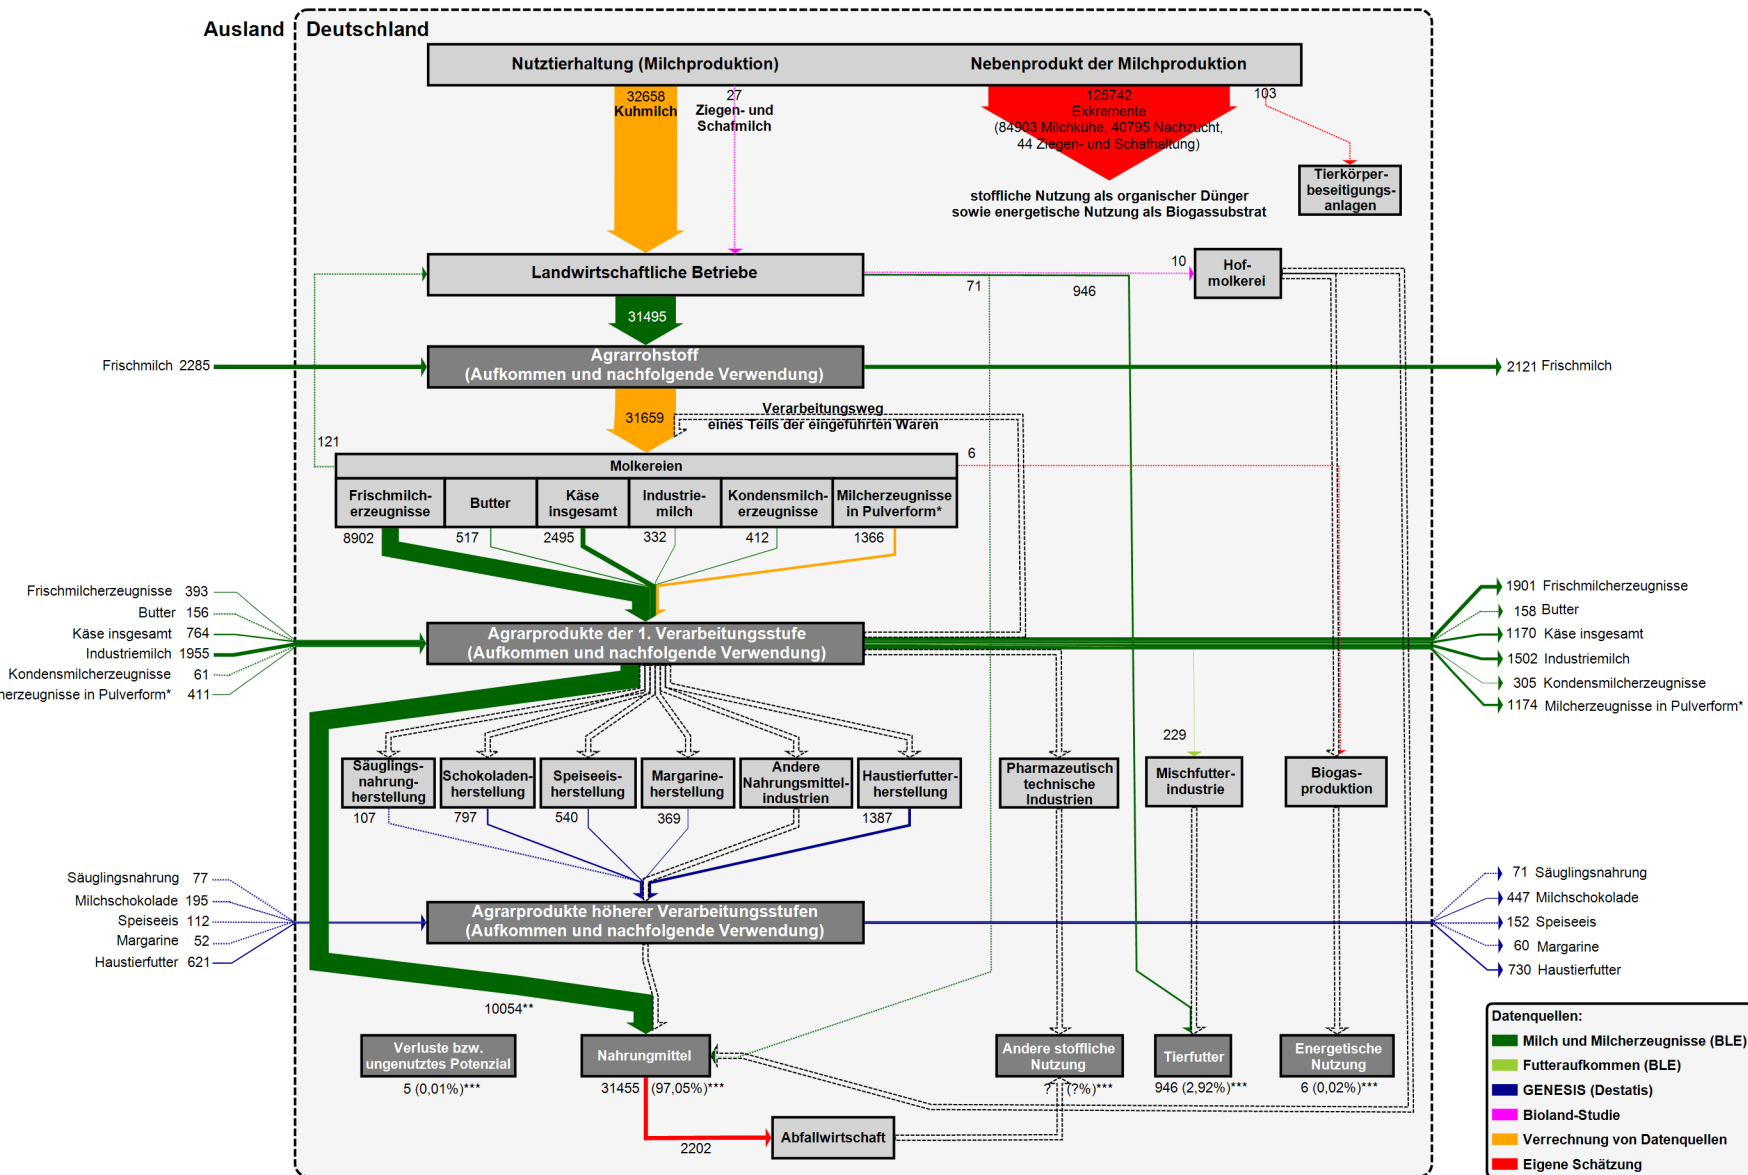 Ausland
Deutschland
Nutztierhaltung (Milchproduktion)
Nebenprodukt der Milchproduktion
32658
Kuhmilch
27
Ziegen- und
Schafmilch
125742
Exkremente
(84903 Milchkühe, 40795 Nachzucht,
44 Ziegen- und Schafhaltung)
103
Tierkörper-
beseitigungs-
anlagen
stoffliche Nutzung als organischer Dünger
sowie energetische Nutzung als Biogassubstrat
Landwirtschaftliche Betriebe
10
Hof-
molkerei
71
946
31495
Frischmilch 2285
Agrarrohstoff
(Aufkommen und nachfolgende Verwendung)
2121 Frischmilch
31659
Verarbeitungsweg
eines Teils der eingeführten Waren
121
6
Molkereien
Frischmilch-
erzeugnisse
Butter
Käse
insgesamt
Industrie-
milch
Kondensmilch-
erzeugnisse
Milcherzeugnisse
in Pulverform*
8902
517
2495
332
412
1366
Frischmilcherzeugnisse 393
Butter 156
Käse insgesamt 764
Industriemilch 1955
Kondensmilcherzeugnisse 61
herzeugnisse in Pulverform* 411
Agrarprodukte der 1. Verarbeitungsstufe
(Aufkommen und nachfolgende Verwendung)
1901 Frischmilcherzeugnisse
158 Butter
1170 Käse insgesamt
1502 Industriemilch
305 Kondensmilcherzeugnisse
1174 Milcherzeugnisse in Pulverform*
229
Säuglings-
nahrung-
herstellung
Schokoladen-
herstellung
Speiseeis-
herstellung
Margarine-
herstellung
Andere
Nahrungsmittel-
industrien
Haustierfutter-
herstellung
Pharmazeutisch
technische
Industrien
Mischfutter-
industrie
Biogas-
produktion
107
797
540
369
1387
Säuglingsnahrung 77
Milchschokolade 195
Speiseeis 112
Margarine 52
Haustierfutter 621
Agrarprodukte höherer Verarbeitungsstufen
(Aufkommen und nachfolgende Verwendung)
71 Säuglingsnahrung
447 Milchschokolade
152 Speiseeis
60 Margarine
730 Haustierfutter
10054**
Verluste bzw.
ungenutztes Potenzial
5 (0,01%)***
Nahrungmittel
31455 (97,05%)***
Andere stoffliche
Nutzung
? (?%)***
Tierfutter
946 (2,92%)***
Energetische
Nutzung
6 (0,02%)***
2202
Abfallwirtschaft
Datenquellen:
Milch und Milcherzeugnisse (BLE)
Futteraufkommen (BLE)
GENESIS (Destatis)
Bioland-Studie
Verrechnung von Datenquellen
Eigene Schätzung